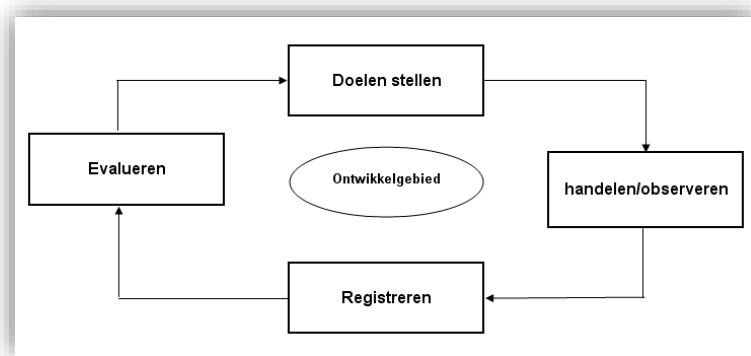 Doelen stellen
Evalueren
Ontwikkelgebied
handelen/observeren
Registreren